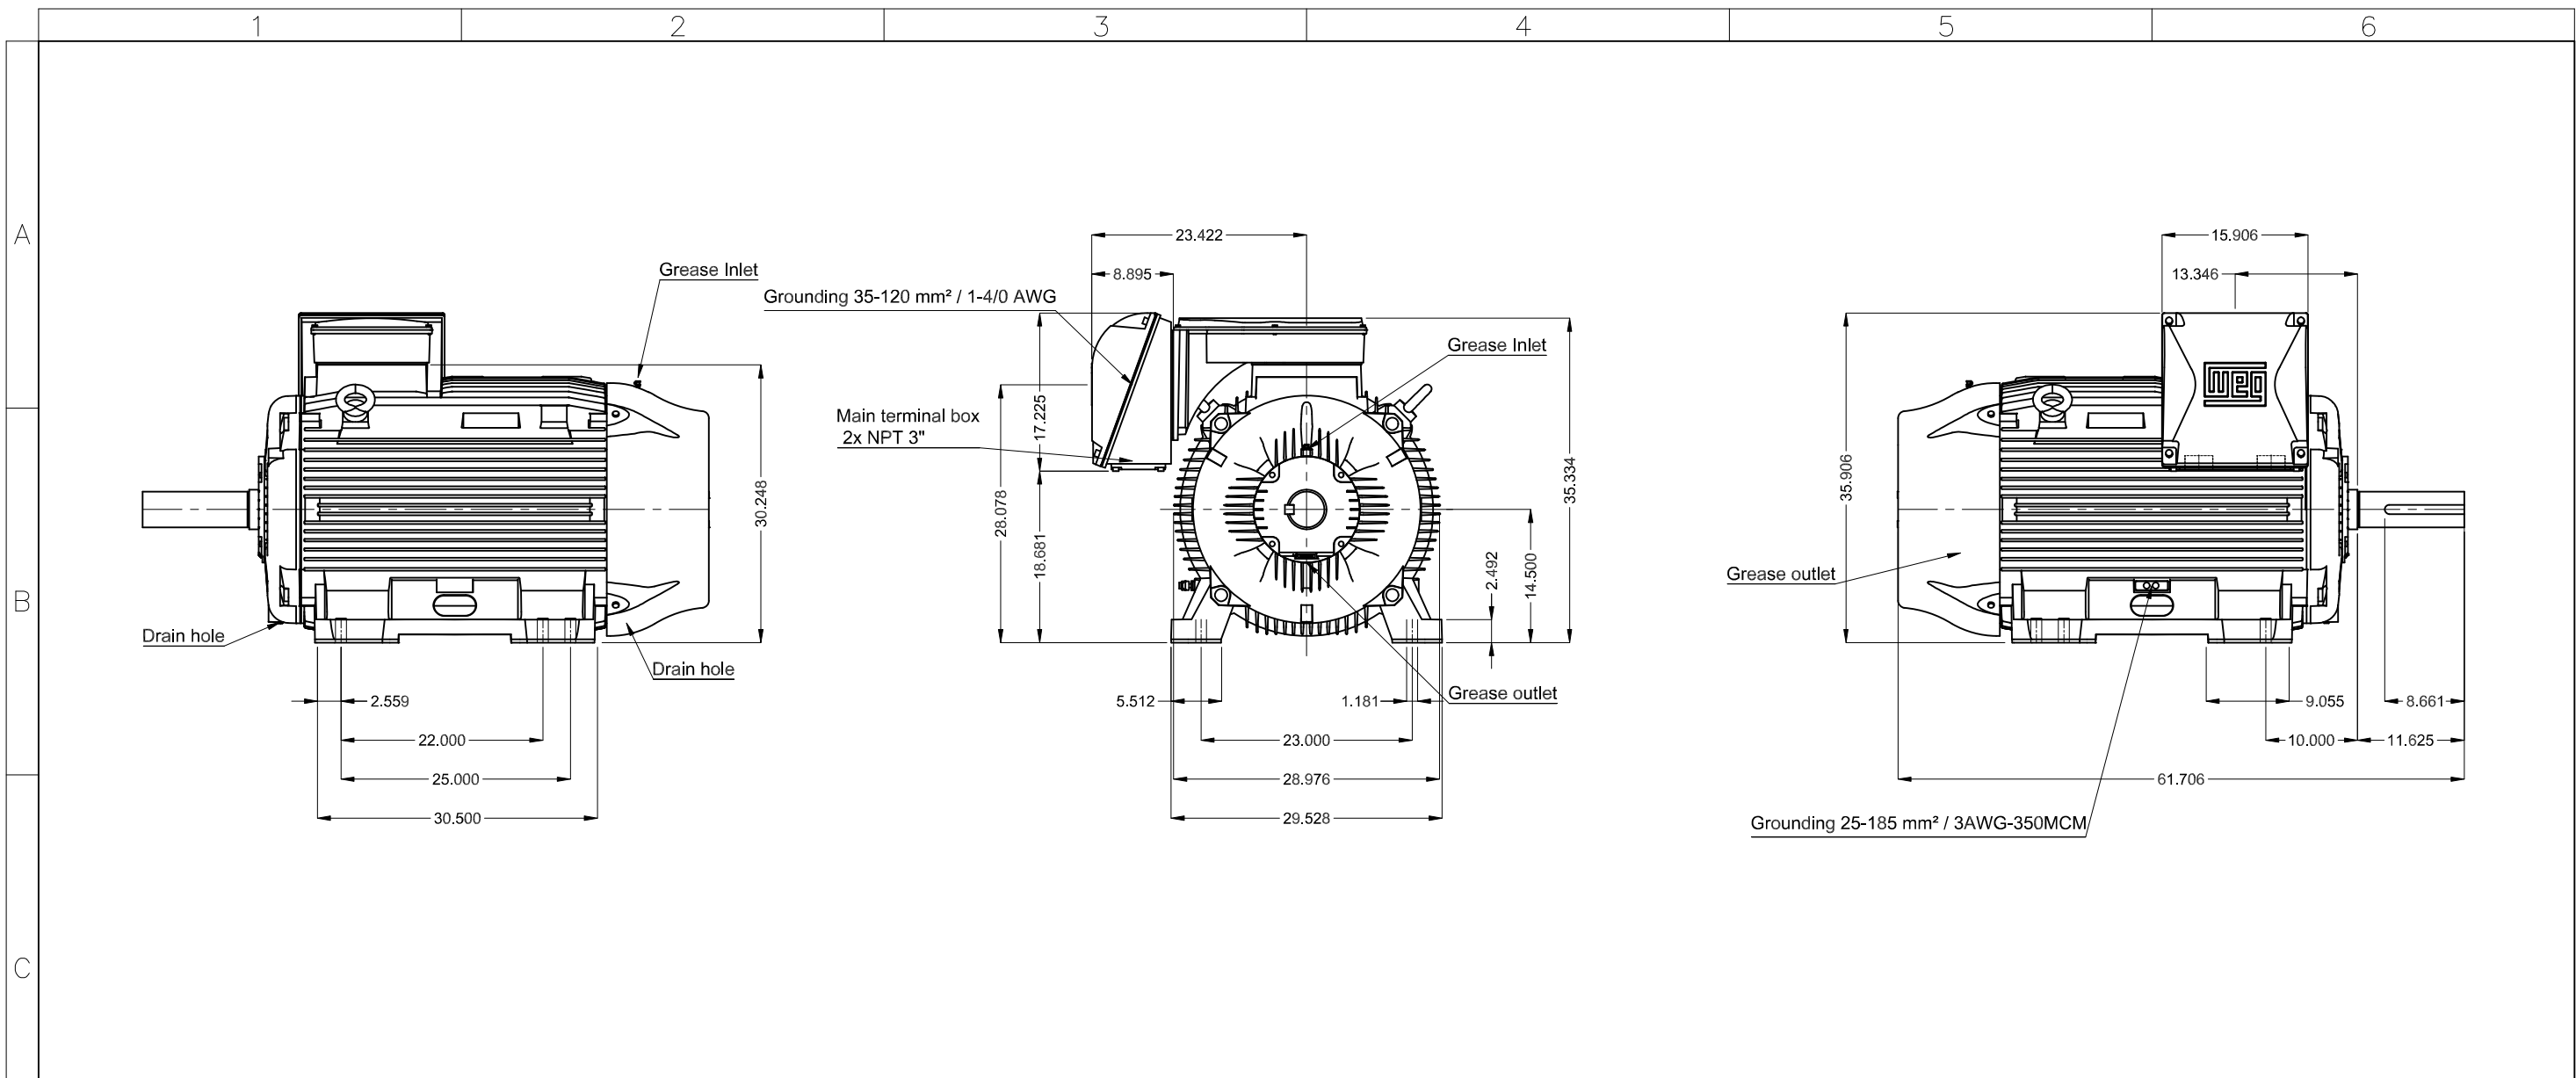 1 2 3 4 5 6
A
B
C
Grease Inlet
30.248
Drain hole
Drain hole
2.559
22.000
25.000
30.500
23.422
8.895
Grounding 35-120 mm² / 1-4/0 AWG
Grease Inlet
Main terminal box
2x NPT 3"
17.225
28.078
18.681
35.334
2.492
14.500
5.512
1.181
Grease outlet
23.000
28.976
29.528
15.906
13.346
weg
35.906
Grease outlet
9.055
8.661
10.000
11.625
61.706
Grounding 25-185 mm² / 3AWG-350MCM